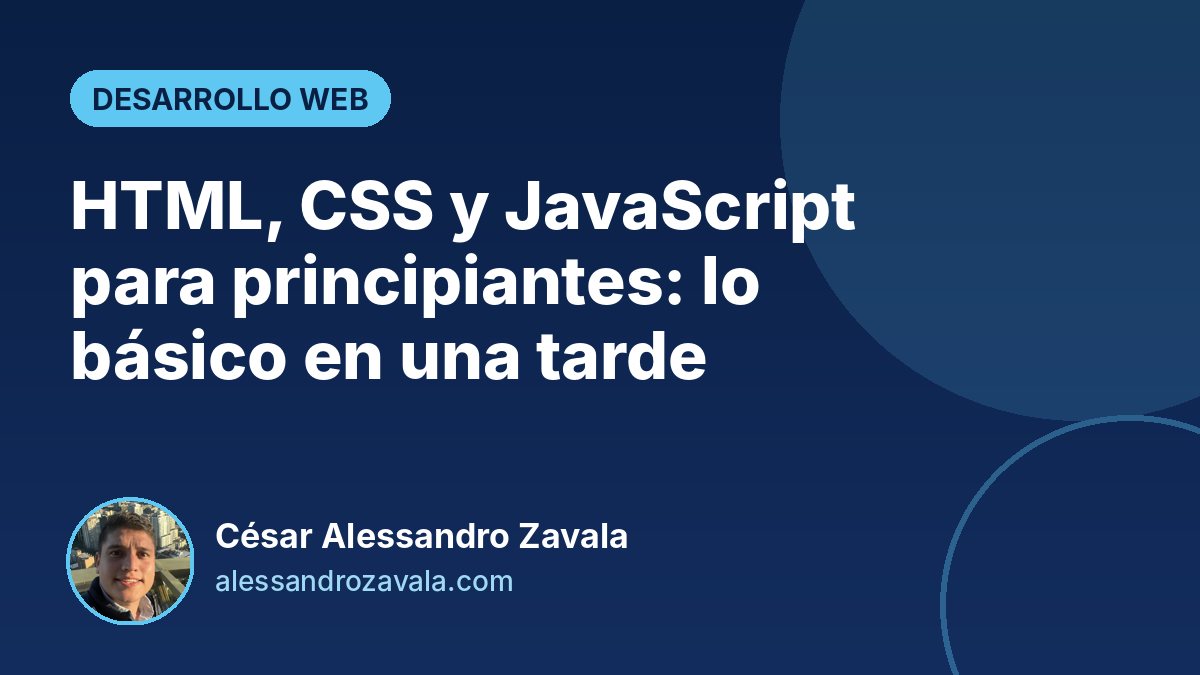 DESARROLLO WEB
HTML, CSS y JavaScript
para principiantes: lo
básico en una tarde
César Alessandro Zavala
alessandrozavala.com